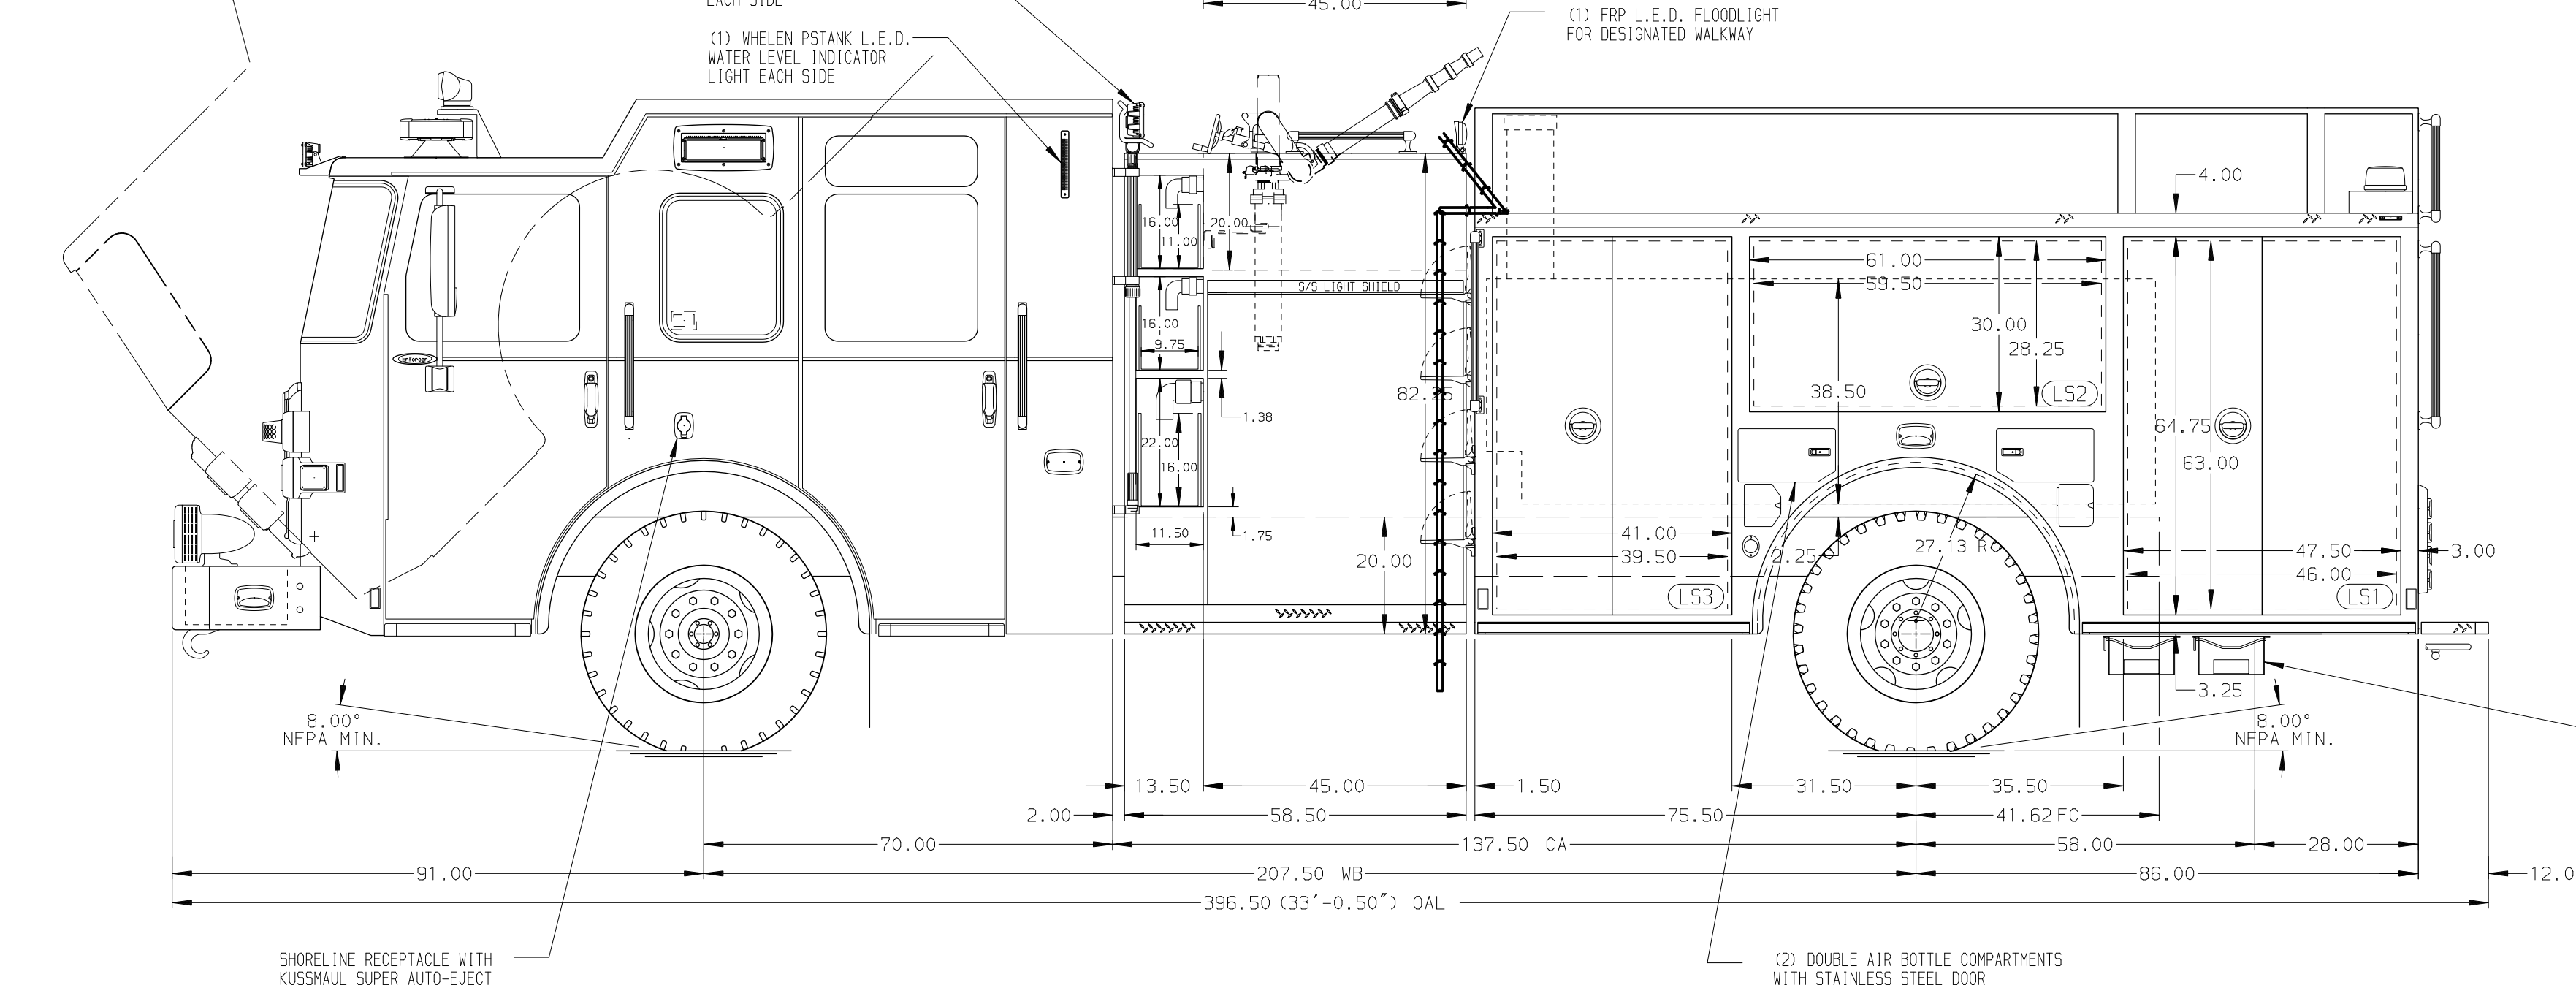 EACH SIDE
45.00
(1) FRP L.E.D. FLOODLIGHT
FOR DESIGNATED WALKWAY
(1) WHELEN PSTANK L.E.D.
WATER LEVEL INDICATOR
LIGHT EACH SIDE
4.00
16.00
11.00
20.00
61.00
59.50
S/S LIGHT SHIELD
16.00
9.75
30.00
28.25
Enforcer
38.50
82.25
LS2
1.38
64.75
22.00
16.00
63.00
11.50
1.75
20.00
41.00
39.50
2.25
27.13 R
47.50
3.00
46.00
LS3
LS1
3.25
8.00°
NFPA MIN.
8.00°
NFPA MIN.
13.50
45.00
1.50
31.50
35.50
2.00
58.50
75.50
41.62 FC
70.00
137.50 CA
58.00
28.00
91.00
207.50 WB
86.00
12.0
396.50 (33'-0.50") OAL
SHORELINE RECEPTACLE WITH
KUSSMAUL SUPER AUTO-EJECT
(2) DOUBLE AIR BOTTLE COMPARTMENTS
WITH STAINLESS STEEL DOOR